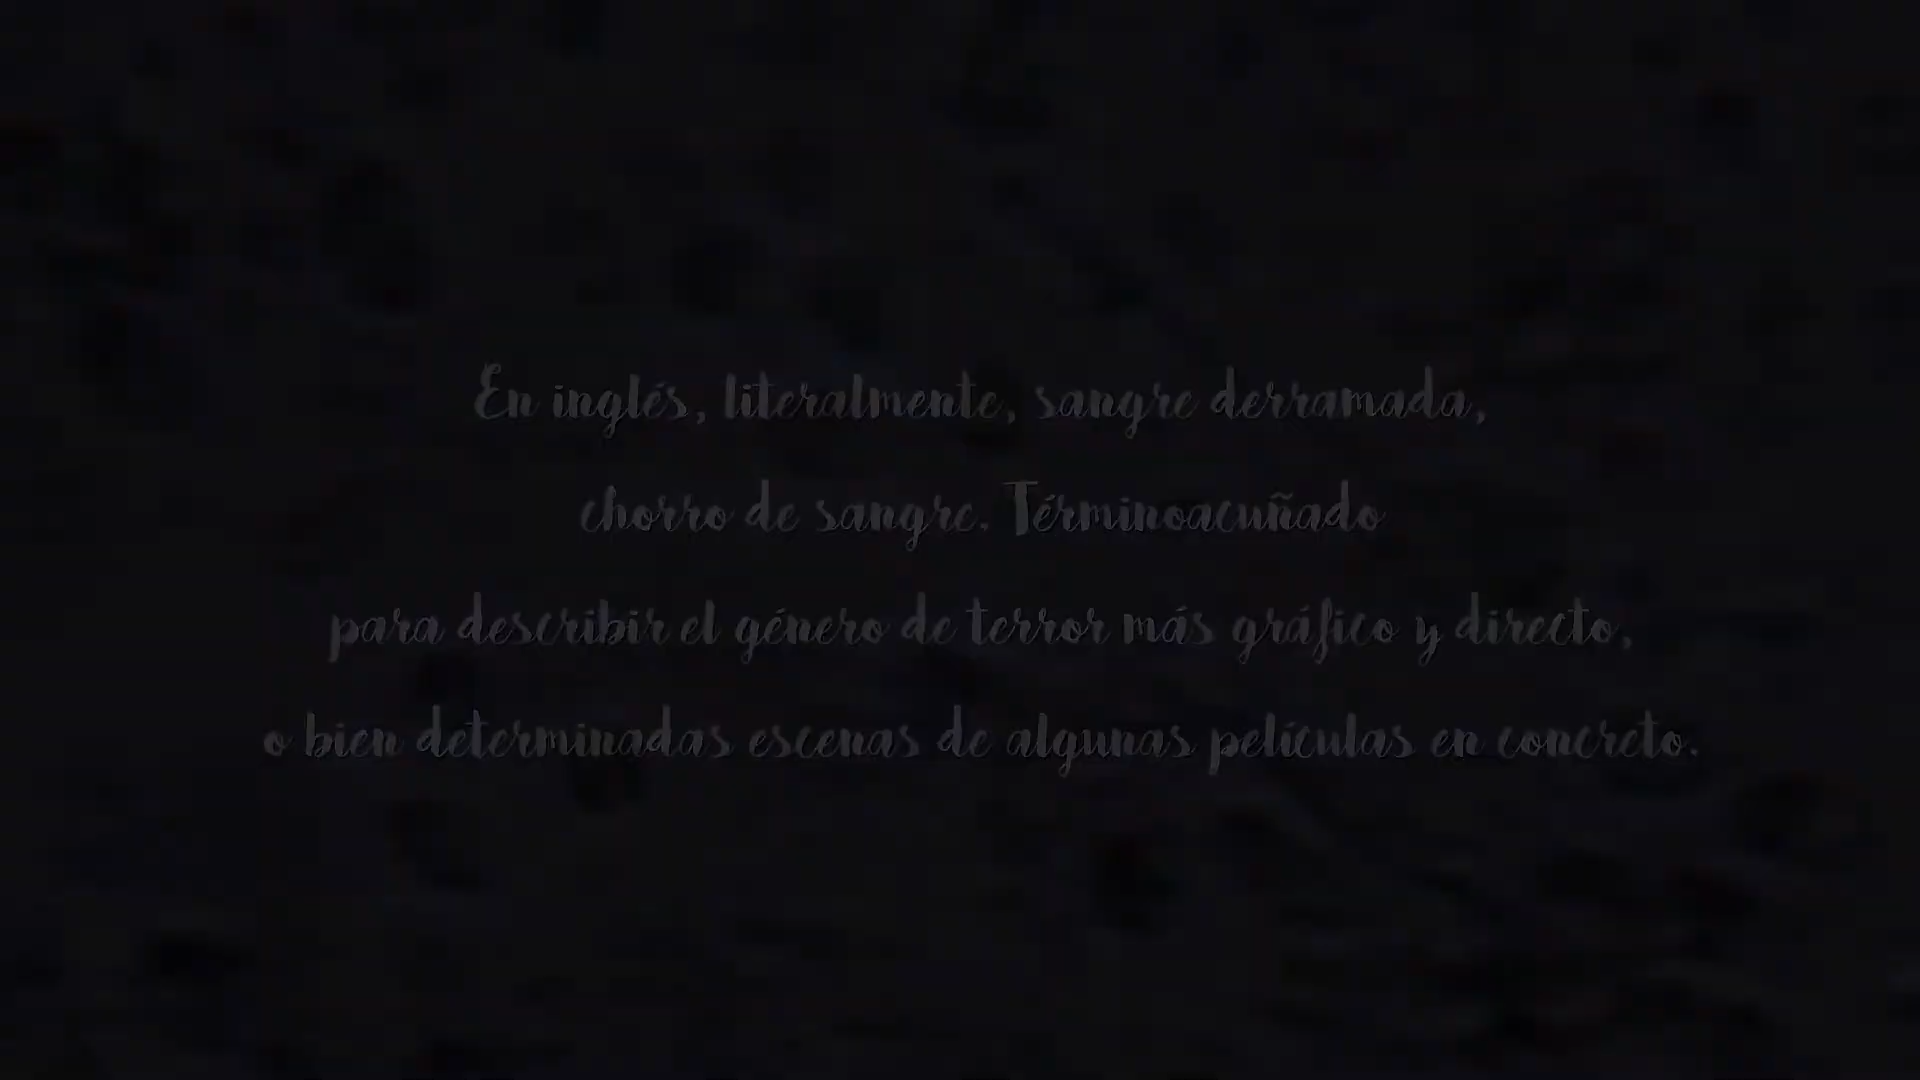 En inglés, literalmente, sangre derramada,
chorro de sangre. Términoacuñado
para describir el género de terror más gráfico y directo,
o bien determinadas escenas de algunas películas en concreto.